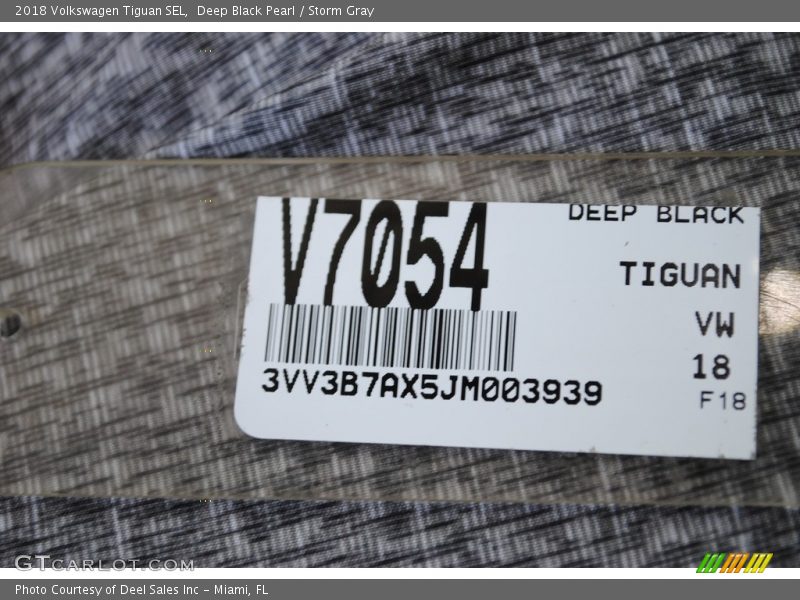 2018 Volkswagen Tiguan SEL, Deep Black Pearl / Storm Gray
V7054
DEEP BLACK
TIGUAN
VW
18
3VV3B7AX5JM003939
F18
GTCARLOT.COM
Photo Courtesy of Deel Sales Inc - Miami, FL